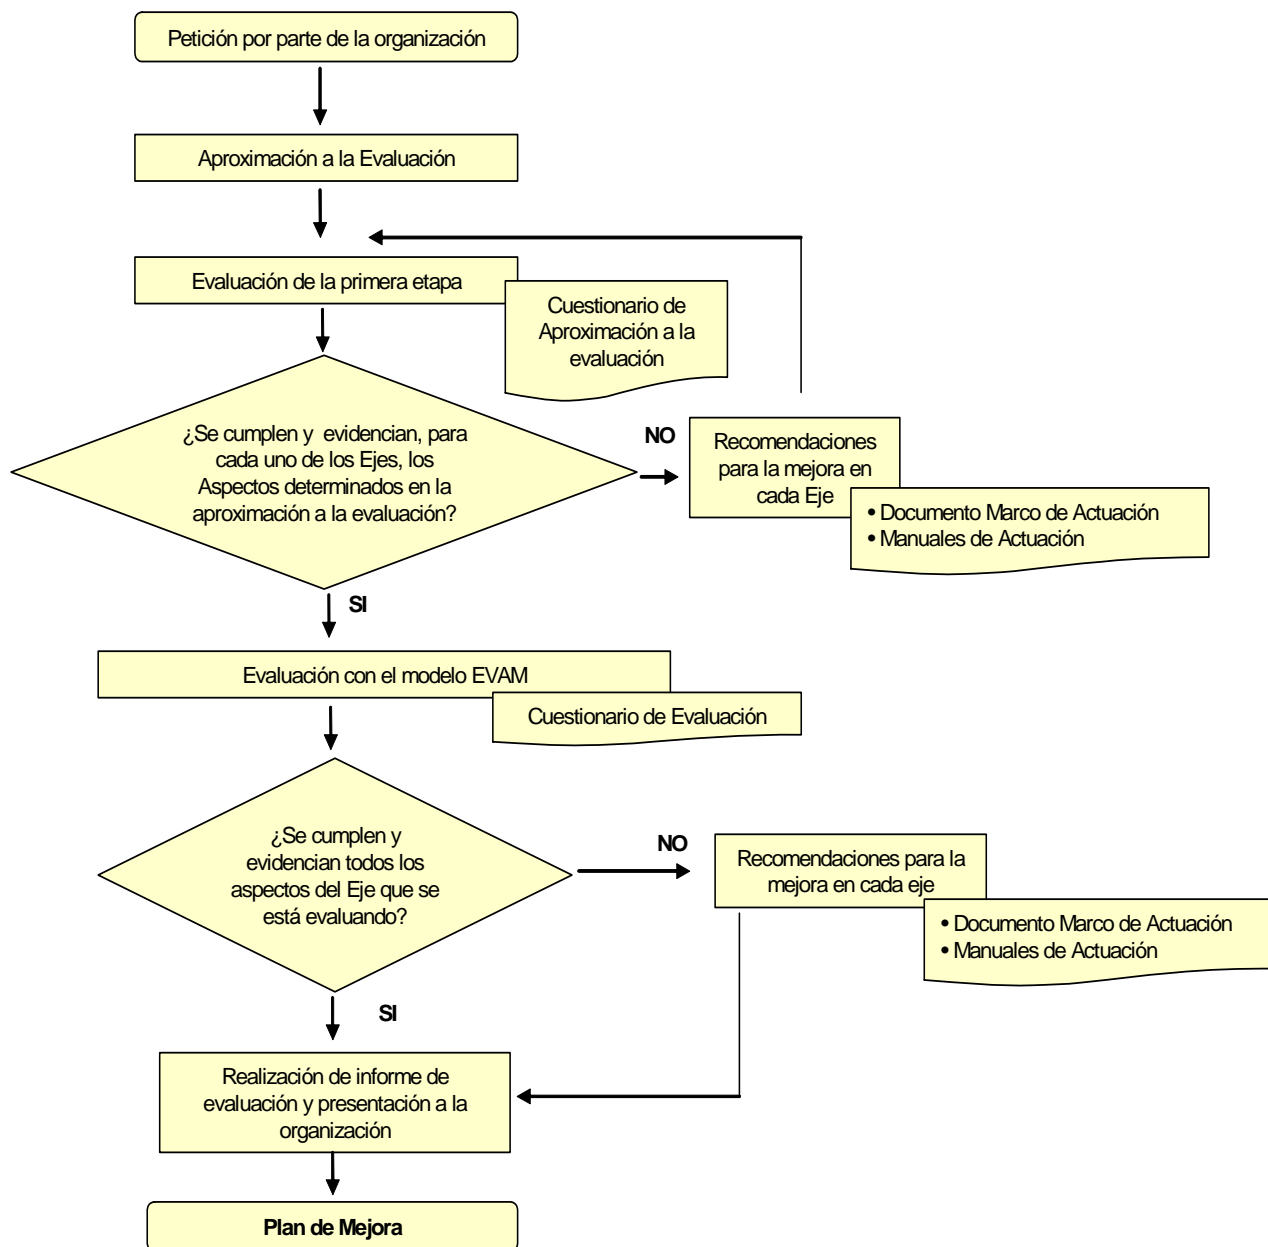 Petición por parte de la organización
Aproximación a la Evaluación
Evaluación de la primera etapa
Cuestionario de
Aproximación a la
evaluación
¿Se cumplen y evidencian, para
cada uno de los Ejes, los
Aspectos determinados en la
aproximación a la evaluación?
NO
Recomendaciones
para la mejora en
cada Eje
• Documento Marco de Actuación
• Manuales de Actuación
SI
Evaluación con el modelo EVAM
Cuestionario de Evaluación
¿Se cumplen y
evidencian todos los
aspectos del Eje que se
está evaluando?
NO
Recomendaciones para la
mejora en cada eje
• Documento Marco de Actuación
• Manuales de Actuación
SI
Realización de informe de
evaluación y presentación a la
organización
Plan de Mejora